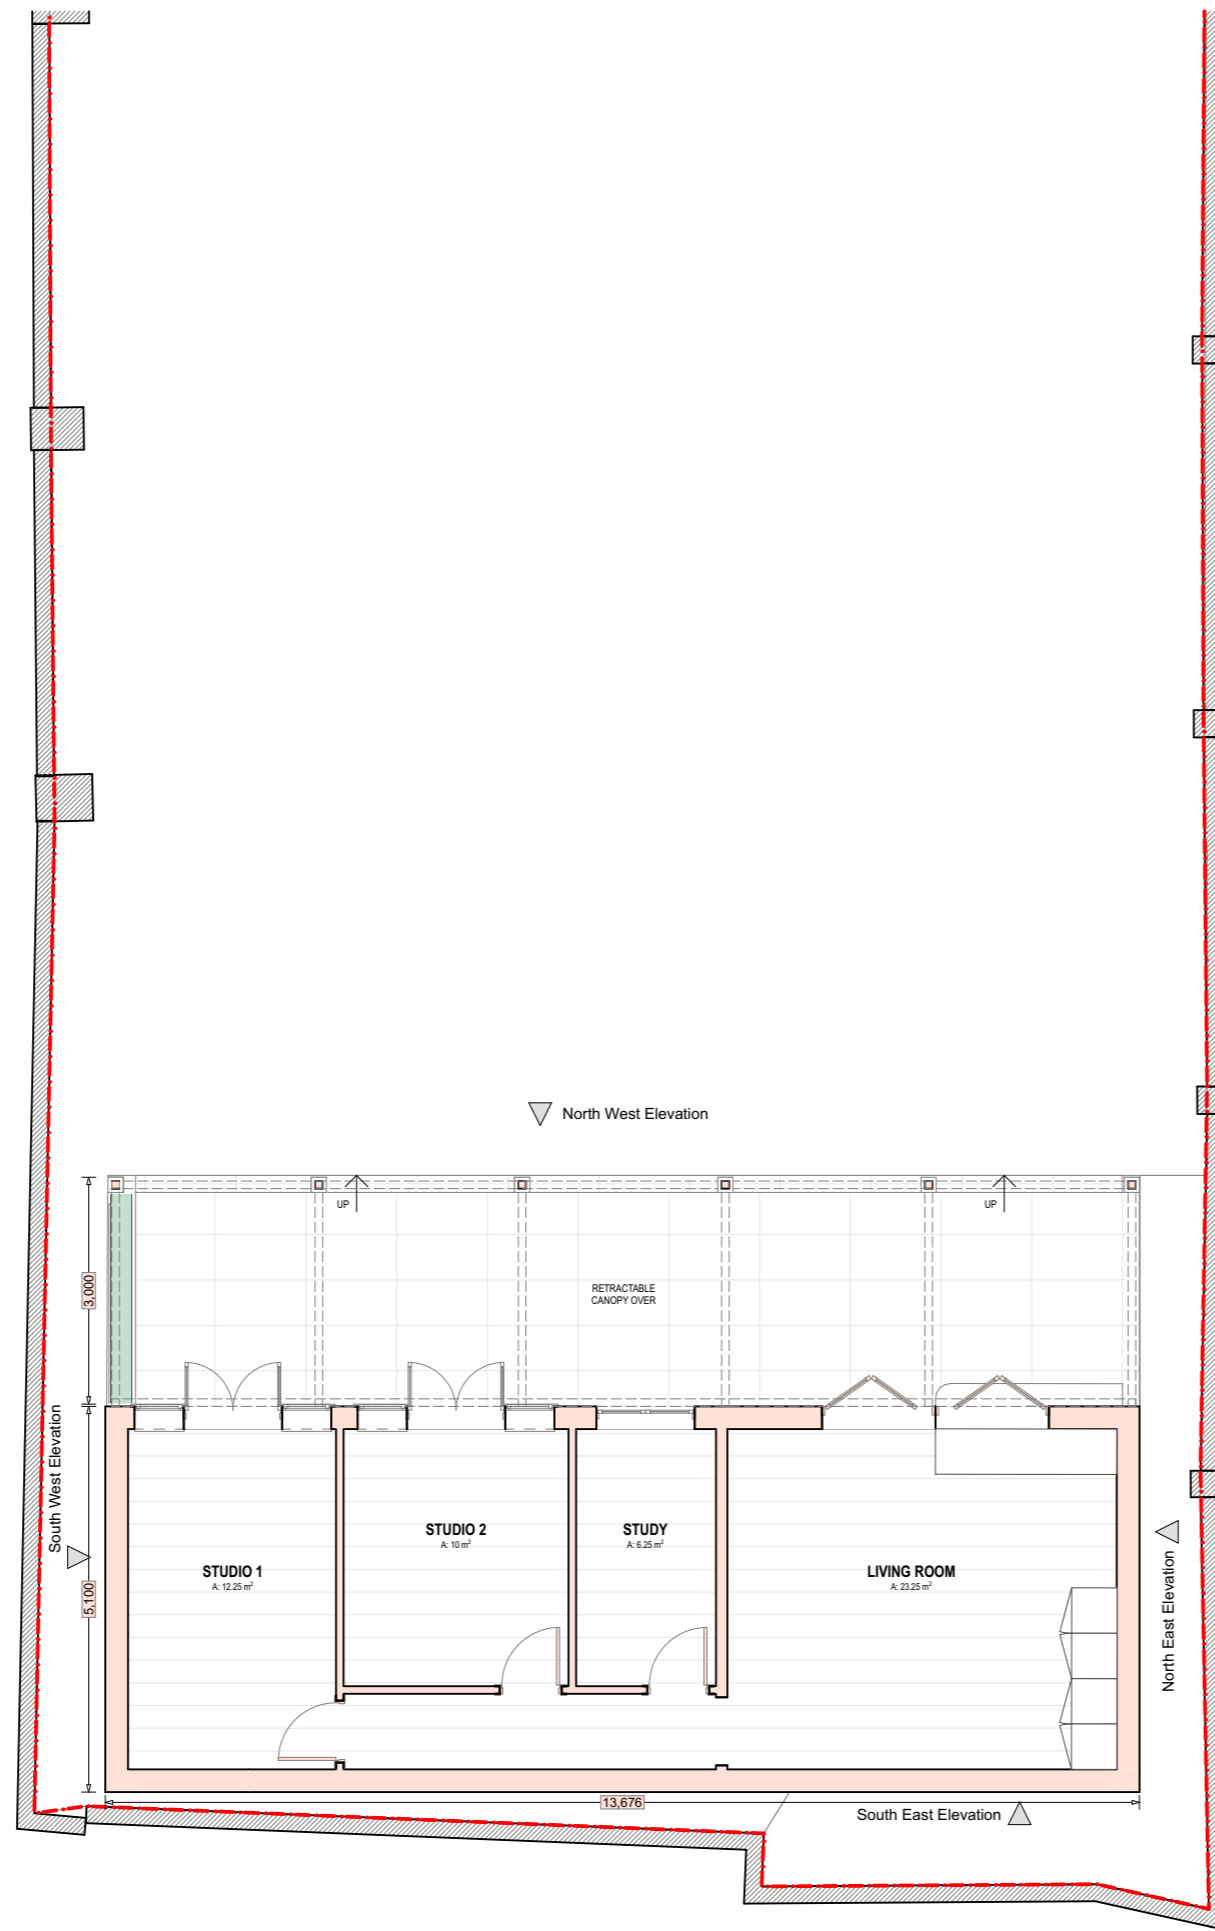 North West Elevation
UP
UP
3,000
RETRACTABLE
CANOPY OVER
South West Elevation
5,100
STUDIO 1
A: 12.25 m²
STUDIO 2
A: 10 m²
STUDY
A: 6.25 m²
LIVING ROOM
A: 23.25 m²
North East Elevation
13,676
South East Elevation